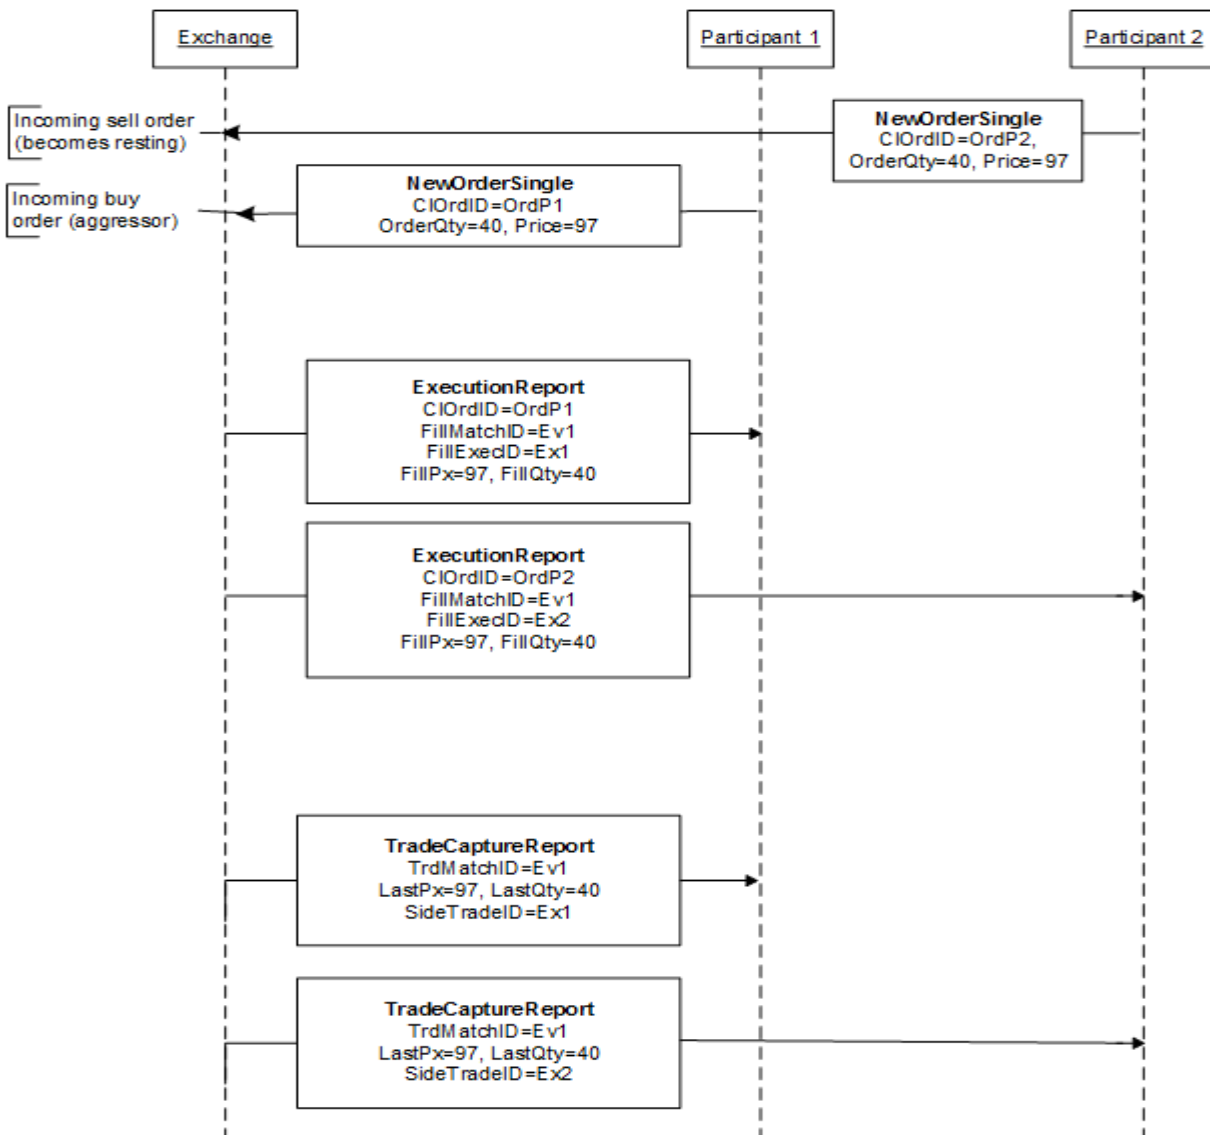 Exchange
Participant 1
Participant 2
Incoming sell order
(becomes resting)
NewOrderSingle
ClOrdID=OrdP2,
OrderQty=40, Price=97
Incoming buy
order (aggressor)
NewOrderSingle
ClOrdID=OrdP1
OrderQty=40, Price=97
ExecutionReport
ClOrdID=OrdP1
FillMatchID=Ev1
FillExecID=Ex1
FillPx=97, FillQty=40
ExecutionReport
ClOrdID=OrdP2
FillMatchID=Ev1
FillExecID=Ex2
FillPx=97, FillQty=40
TradeCaptureReport
TrdMatchID=Ev1
LastPx=97, LastQty=40
SideTradeID=Ex1
TradeCaptureReport
TrdMatchID=Ev1
LastPx=97, LastQty=40
SideTradeID=Ex2